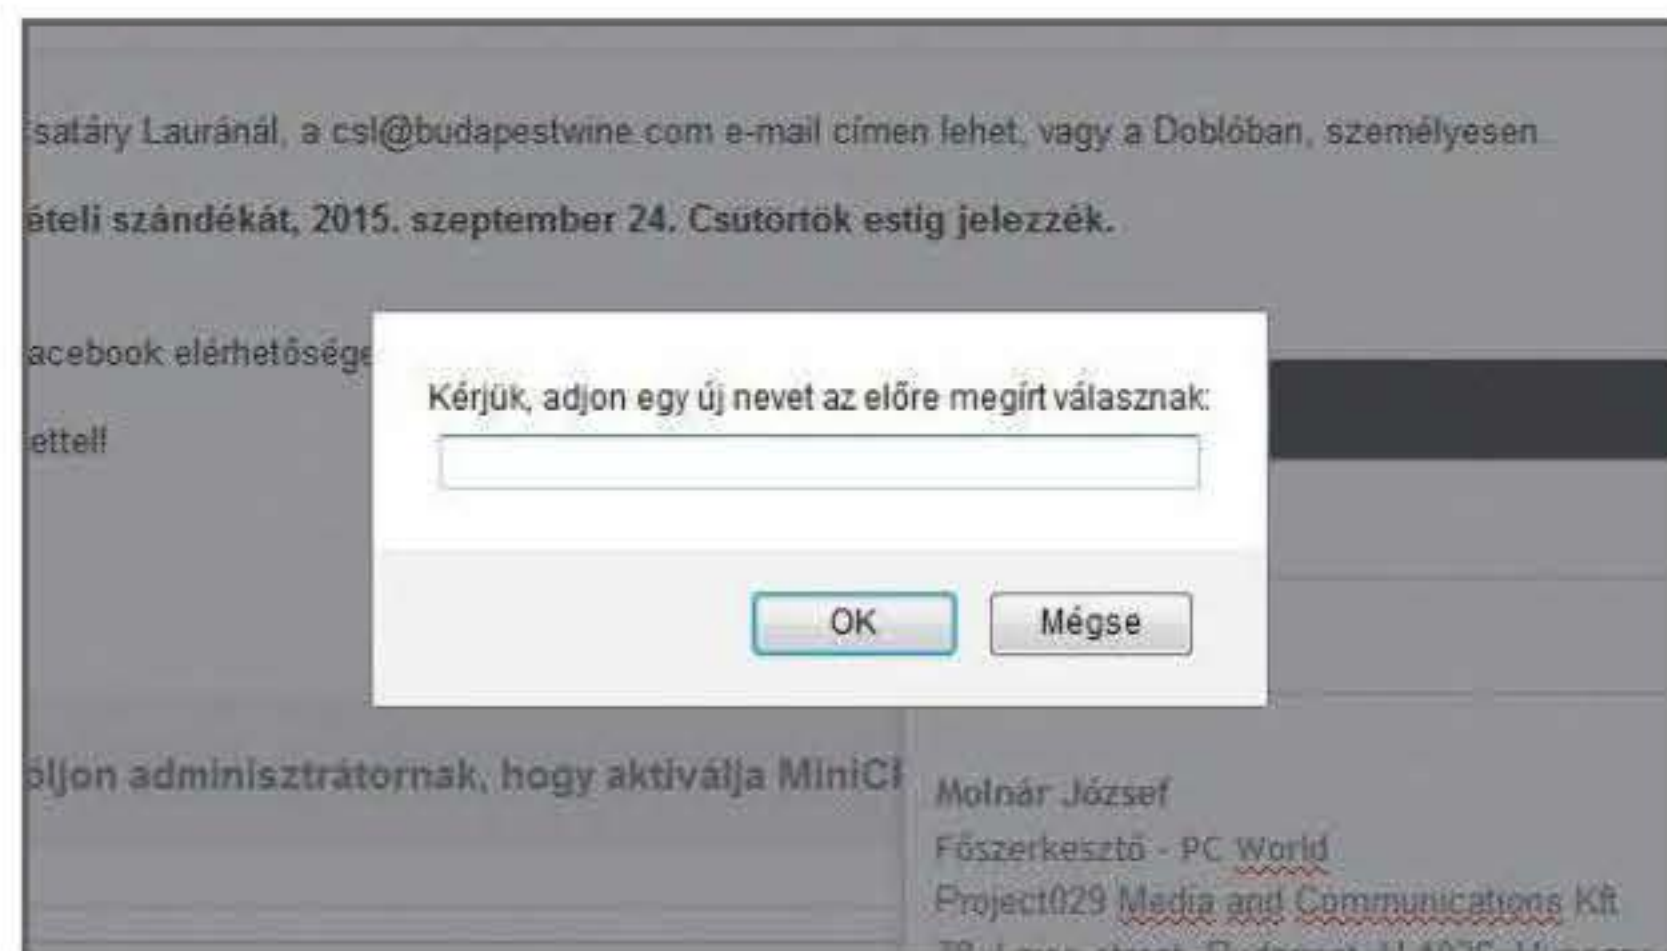 satáry Lauránál, a csl@budapestwine.com e-mail címen lehet, vagy a Doblóban, személyesen.
ételi szándékát, 2015. szeptember 24. Csütörtök estig jelezzék.
acebook elérhetősége
ettel!
Kérjük, adjon egy új nevet az előre megírt válasznak:
OK
Mégse
óljon adminisztrátornak, hogy aktiválja MiniC
Molnár József
Főszerkesztő - PC World
Project029 Media and Communications Kft